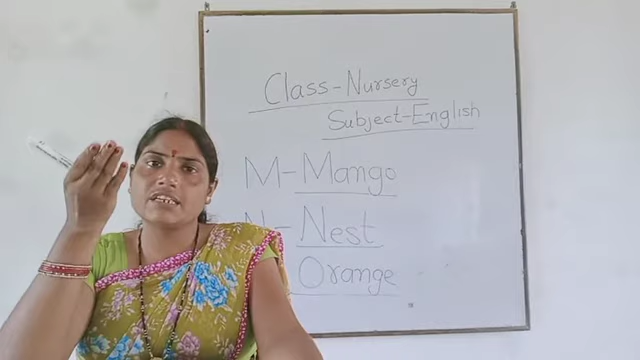 Class-Nursery
Subject-English
M-Mango
N-Nest
Orange